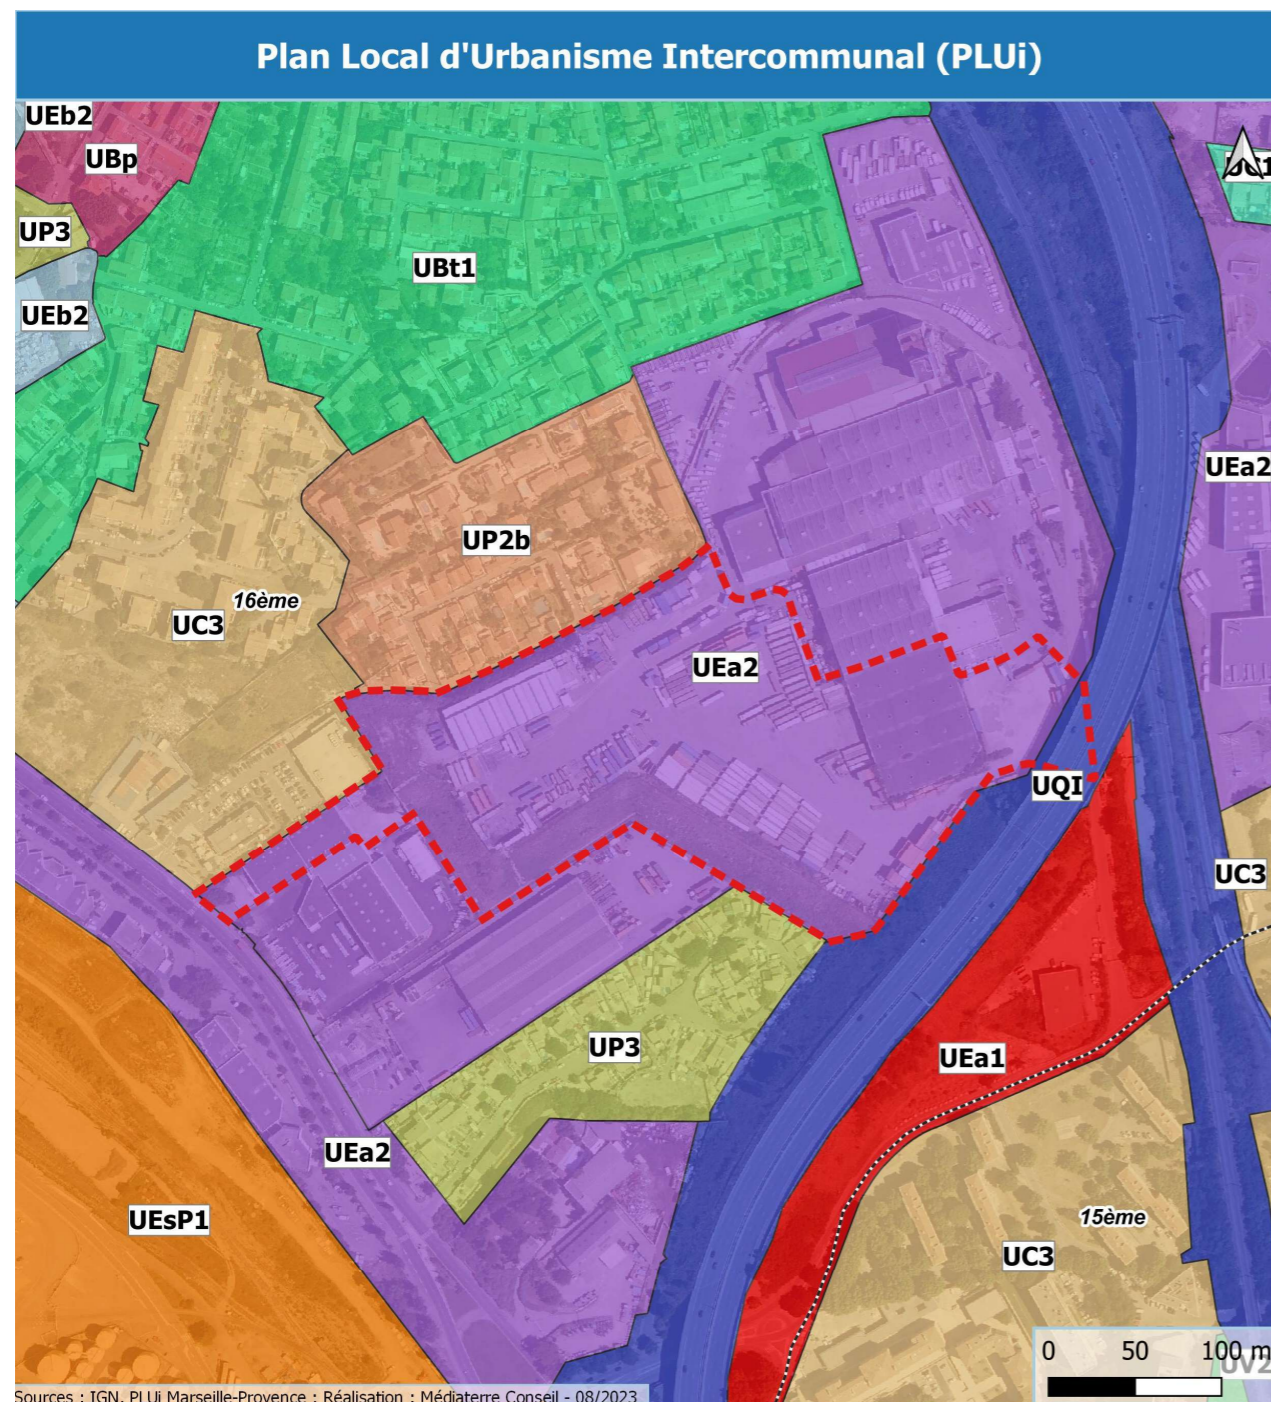 Plan Local d'Urbanisme Intercommunal (PLUi)
UEb2
UBp
UP3
UEb2
UBt1
UEa2
UP2b
16ème
UC3
UEa2
UQI
UC3
UP3
UEa1
UEa2
UEsP1
15ème
UC3
0 50 100 m
UV2
Sources : IGN, PLUi Marseille-Provence ; Réalisation : Médiaterre Conseil - 08/2023